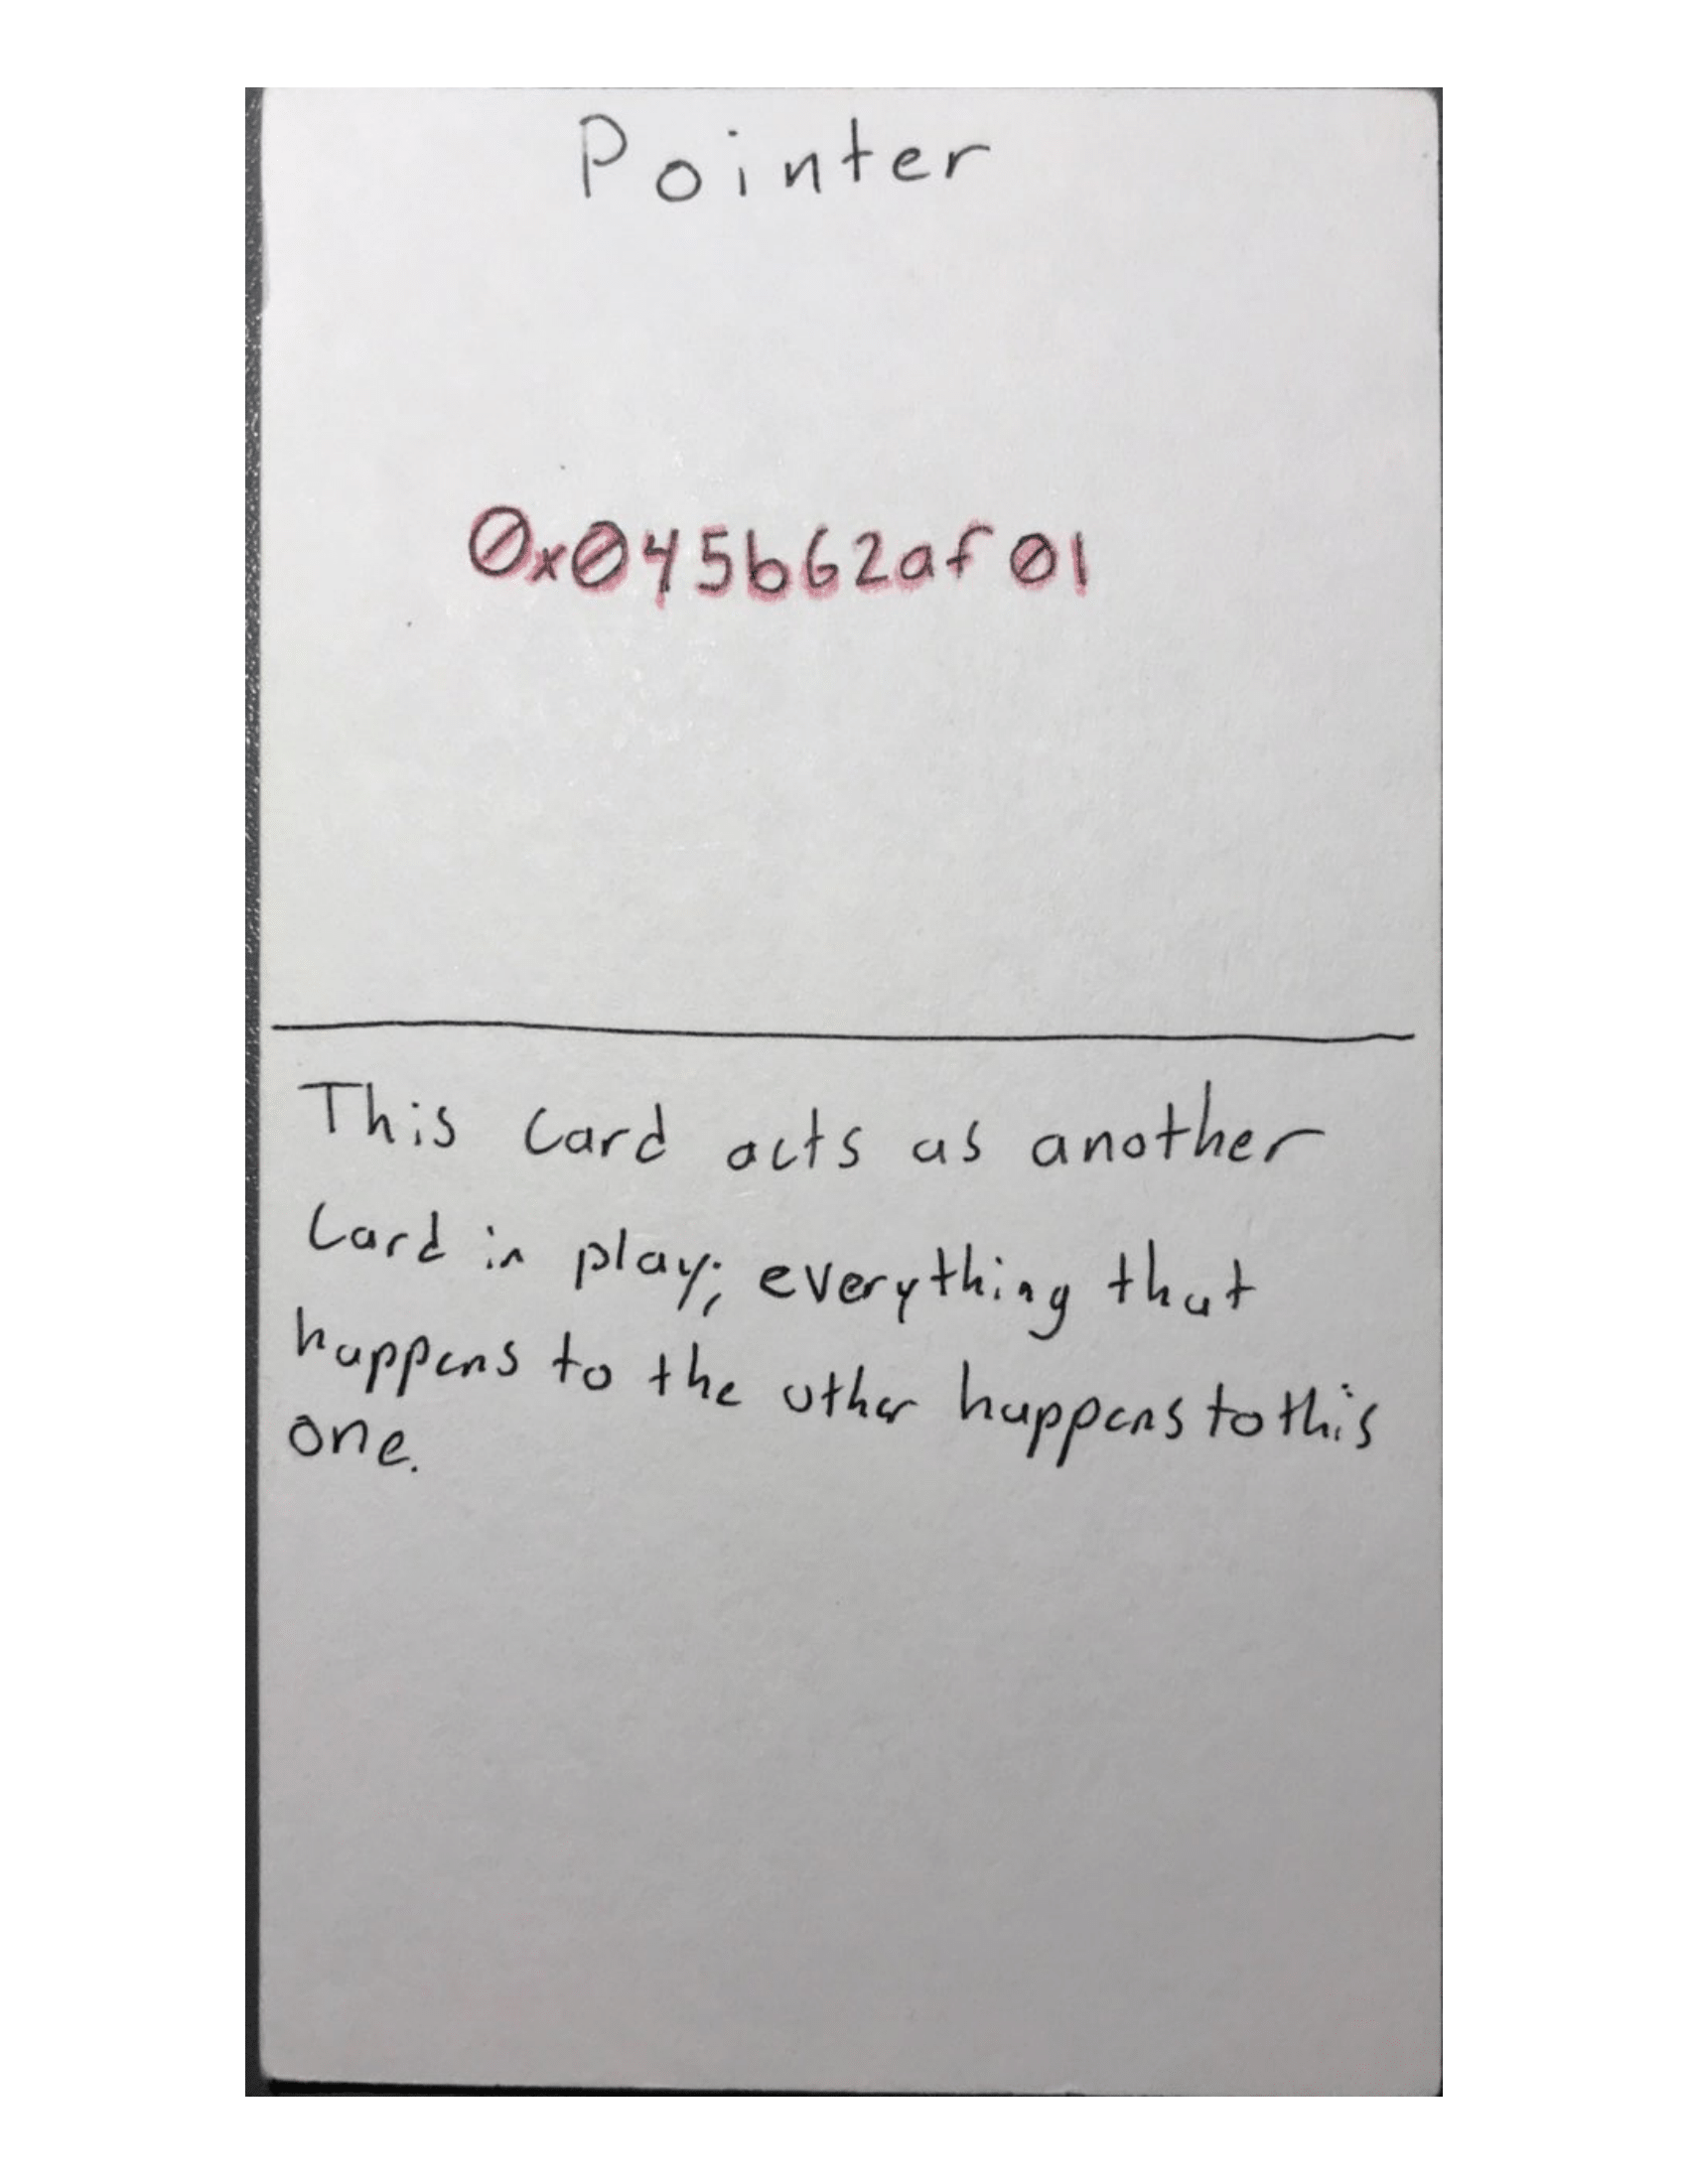 Pointer
0x045b62af01
This card acts as another
card in play; everything that
happens to the other happens to this
one.